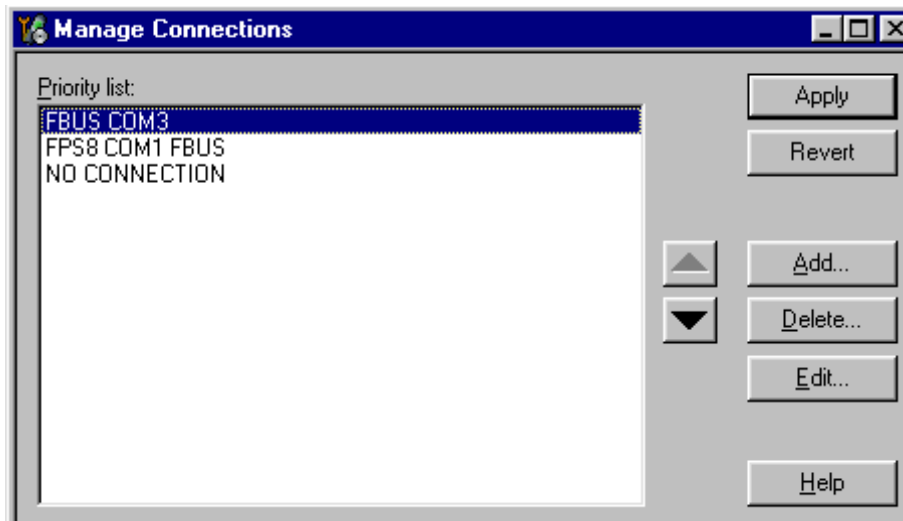 Manage Connections
Priority list:
FBUS COM3
FPS8 COM1 FBUS
NO CONNECTION
Apply
Revert
Add...
Delete...
Edit...
Help